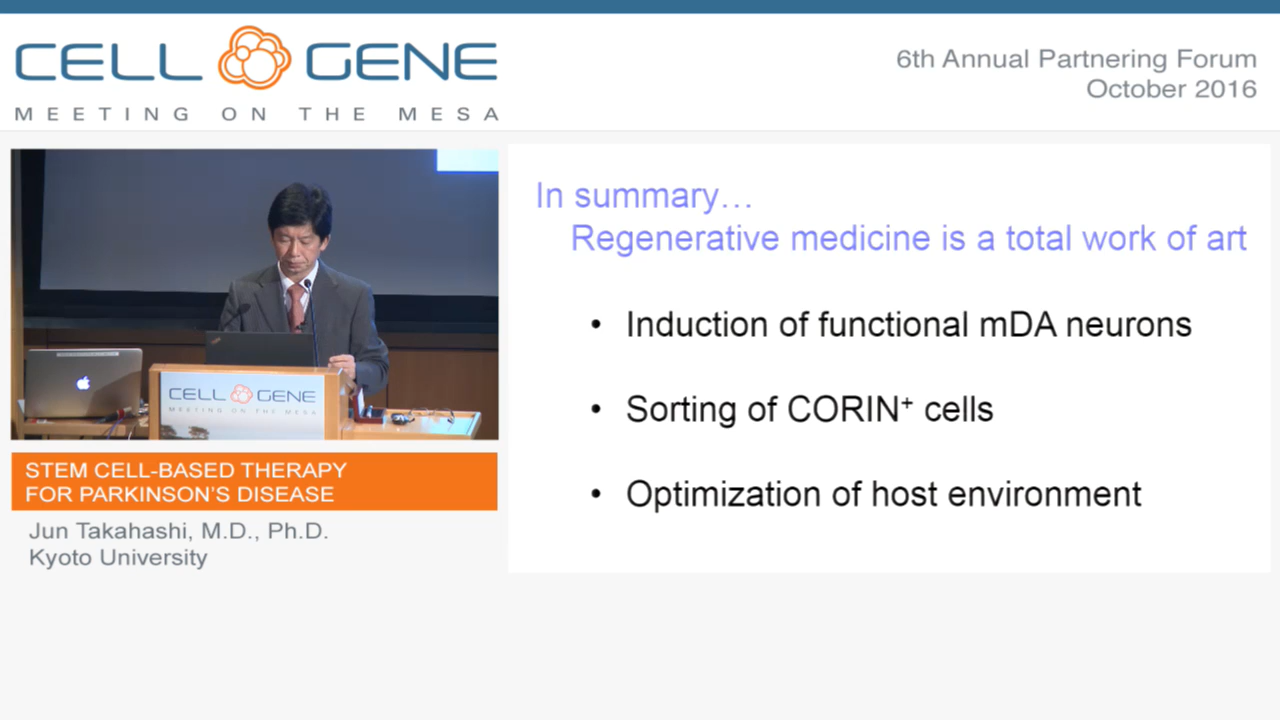 CELL GENE
MEETING ON THE MESA
6th Annual Partnering Forum
October 2016
CELL GENE
MEETING ON THE MESA
STEM CELL-BASED THERAPY
FOR PARKINSON'S DISEASE
Jun Takahashi, M.D., Ph.D.
Kyoto University
In summary…
Regenerative medicine is a total work of art
• Induction of functional mDA neurons
• Sorting of CORIN⁺ cells
• Optimization of host environment